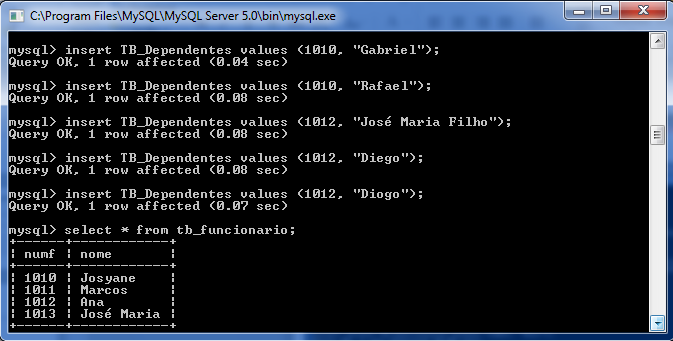 C:\Program Files\MySQL\MySQL Server 5.0\bin\mysql.exe
mysql> insert TB_Dependentes values (1010, "Gabriel");
Query OK, 1 row affected (0.04 sec)
mysql> insert TB_Dependentes values (1010, "Rafael");
Query OK, 1 row affected (0.08 sec)
mysql> insert TB_Dependentes values (1012, "José Maria Filho");
Query OK, 1 row affected (0.08 sec)
mysql> insert TB_Dependentes values (1012, "Diego");
Query OK, 1 row affected (0.08 sec)
mysql> insert TB_Dependentes values (1012, "Diogo");
Query OK, 1 row affected (0.07 sec)
mysql> select * from tb_funcionario;
+------+------------+
| numf | nome       |
+------+------------+
| 1010 | Josyane    |
| 1011 | Marcos     |
| 1012 | Ana        |
| 1013 | José Maria |
+------+------------+